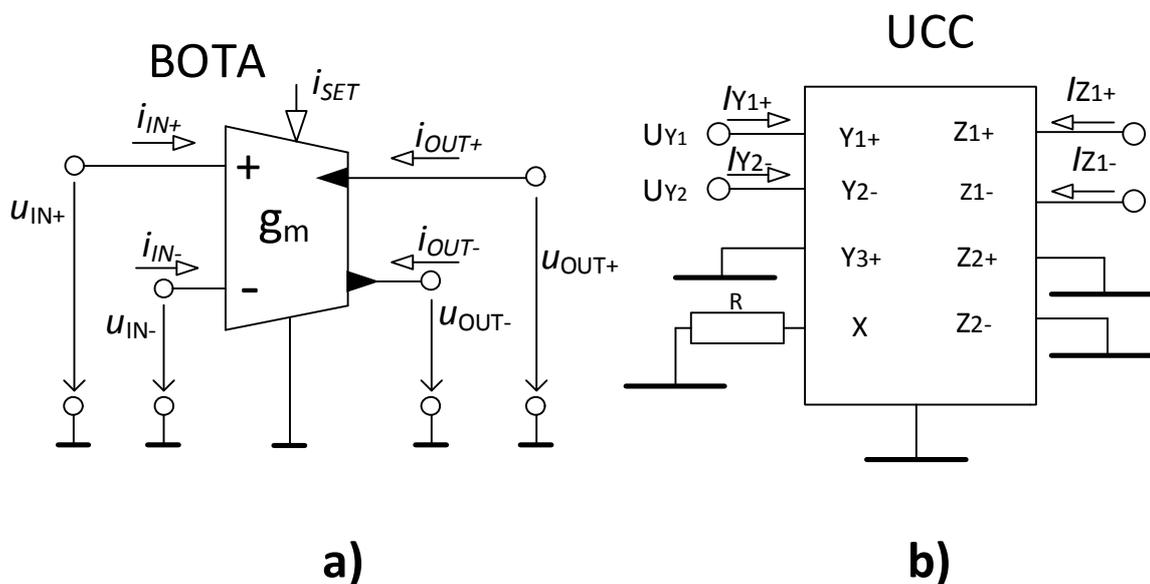 BOTA
i_SET
i_IN+
i_OUT+
+
u_IN+
g_m
i_IN-
i_OUT-
u_OUT+
-
u_IN-
u_OUT-
a)
UCC
I_Y1+
I_Z1+
U_Y1
Y1+
Z1+
I_Y2-
I_Z1-
U_Y2
Y2-
Z1-
Y3+
Z2+
R
X
Z2-
b)